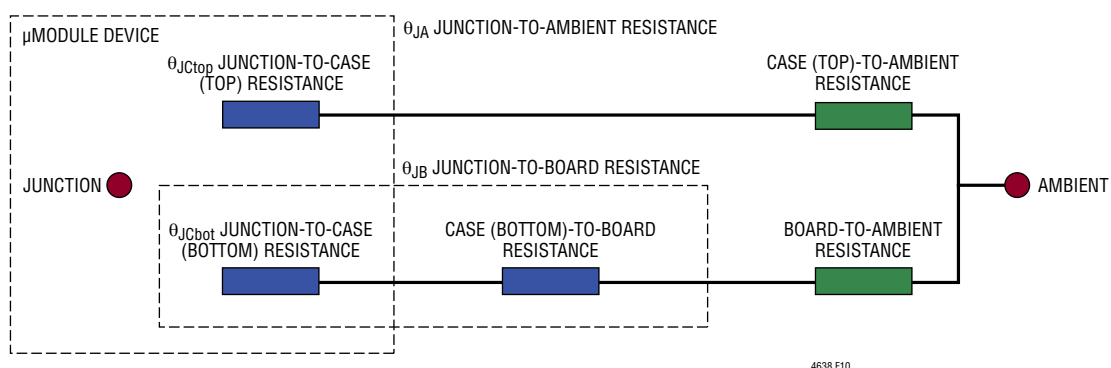 µMODULE DEVICE
θJA JUNCTION-TO-AMBIENT RESISTANCE
θJCtop JUNCTION-TO-CASE
(TOP) RESISTANCE
CASE (TOP)-TO-AMBIENT
RESISTANCE
θJB JUNCTION-TO-BOARD RESISTANCE
JUNCTION
AMBIENT
θJCbot JUNCTION-TO-CASE
(BOTTOM) RESISTANCE
CASE (BOTTOM)-TO-BOARD
RESISTANCE
BOARD-TO-AMBIENT
RESISTANCE
4638 F10